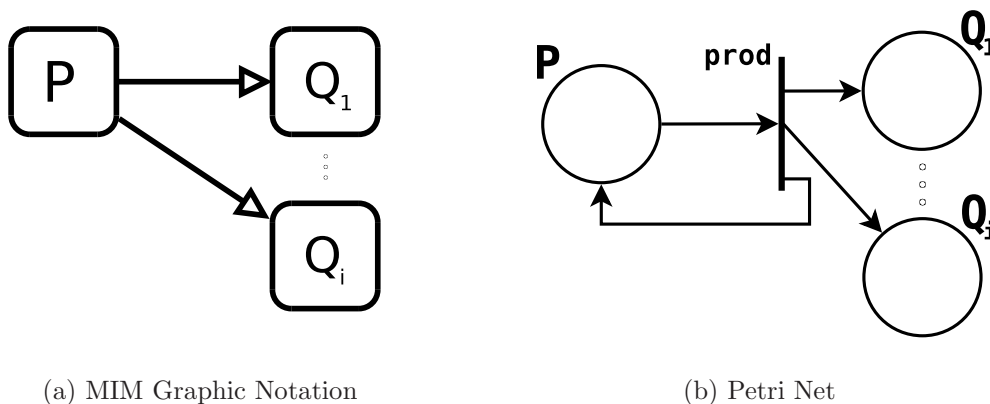 P
Q1
Qi
(a) MIM Graphic Notation
P
prod
Q1
Qi
(b) Petri Net